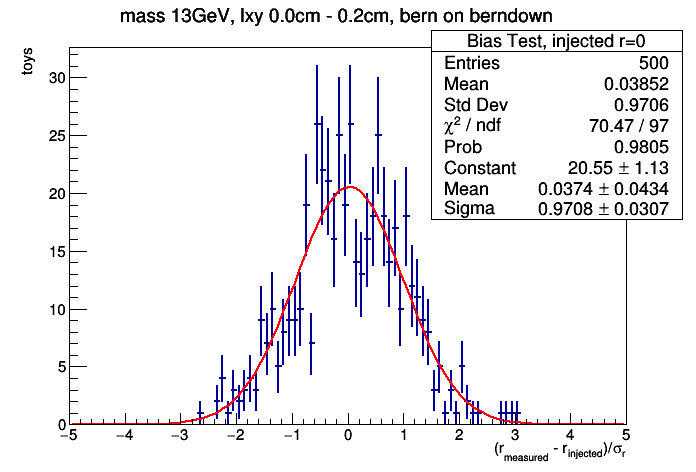 mass 13GeV, lxy 0.0cm - 0.2cm, bern on berndown
toys
Bias Test, injected r=0
Entries 500
Mean 0.03852
Std Dev 0.9706
χ² / ndf 70.47 / 97
Prob 0.9805
Constant 20.55 ± 1.13
Mean 0.0374 ± 0.0434
Sigma 0.9708 ± 0.0307
30
25
20
15
10
5
0
−5 −4 −3 −2 −1 0 1 2 3 4 5
(r_measured - r_injected)/σ_r